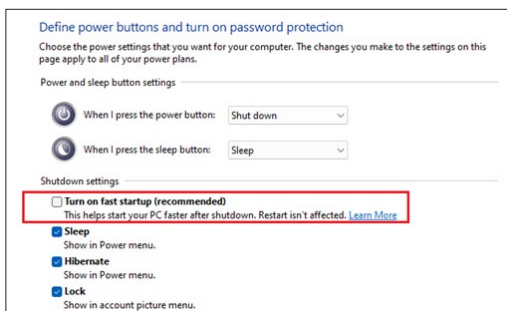 Define power buttons and turn on password protection
Choose the power settings that you want for your computer. The changes you make to the settings on this
page apply to all of your power plans.
Power and sleep button settings
When I press the power button: Shut down
When I press the sleep button: Sleep
Shutdown settings
Turn on fast startup (recommended)
This helps start your PC faster after shutdown. Restart isn't affected. Learn More
Sleep
Show in Power menu.
Hibernate
Show in Power menu.
Lock
Show in account picture menu.